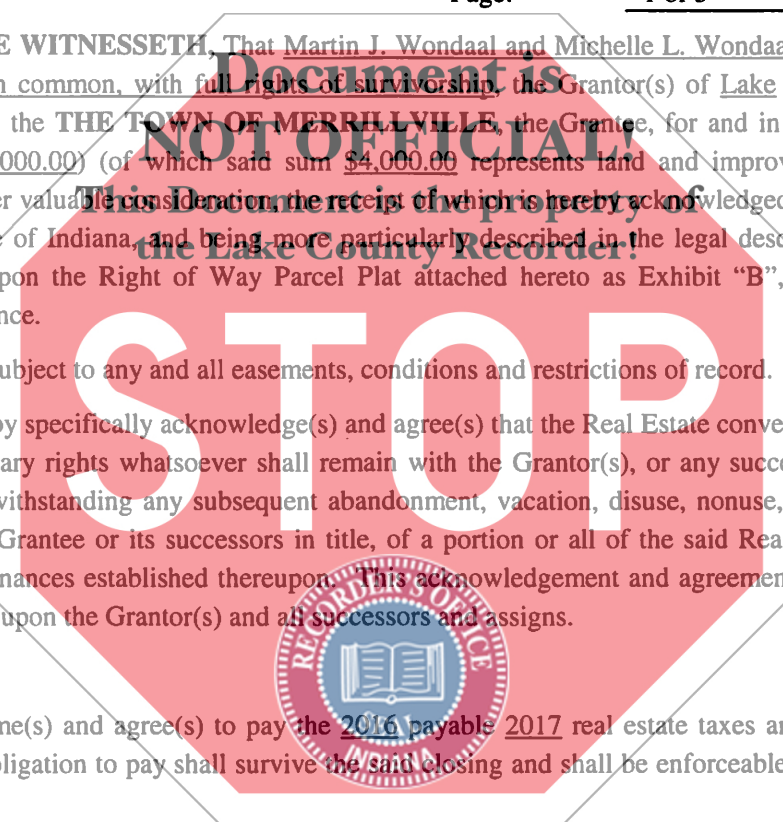 Page:
E WITNESSETH, That Martin J. Wondaal and Michelle L. Wondaa
n common, with full rights of survivorship, the Grantor(s) of Lake
Document is
the THE TOWN OF MERRILLVILLE, the Grantee, for and in
NOT OFFICIAL!
000.00) (of which said sum $4,000.00 represents land and improv
er valuable consideration, the receipt of which is hereby acknowledged
This Document is the property of
e of Indiana, and being more particularly described in the legal desc
the Lake County Recorder!
pon the Right of Way Parcel Plat attached hereto as Exhibit “B”,
nce.
ubject to any and all easements, conditions and restrictions of record.
STOP
by specifically acknowledge(s) and agree(s) that the Real Estate conve
ary rights whatsoever shall remain with the Grantor(s), or any succe
withstanding any subsequent abandonment, vacation, disuse, nonuse,
Grantee or its successors in title, of a portion or all of the said Rea
nances established thereupon. This acknowledgement and agreemen
upon the Grantor(s) and all successors and assigns.
RECORDER'S OFFICE
INDIANA
me(s) and agree(s) to pay the 2016 payable 2017 real estate taxes a
ligation to pay shall survive the said closing and shall be enforceable